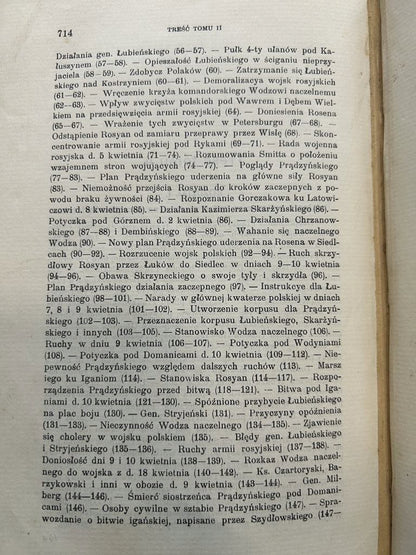 714 TREŚĆ TOMU II
Działania gen. Łubieńskiego (56—57). — Pułk 4-ty ułanów pod Ka-
łuszynem (57—58). — Opieszałość Łubieńskiego w ściganiu nieprzy-
jaciela (58—59). — Zdobycz Polaków (60). — Zatrzymanie się Łubień-
skiego nad Kostrzyniem (60—61). — Demoralizacya wojsk rosyjskich
(61—62). — Wręczenie krzyża komandorskiego Wodzowi naczelnemu
(62—63). — Wpływ zwycięstw polskich pod Wawrem i Dębem Wiel-
kiem na przedsięwzięcia armii rosyjskiej (64). — Doniesienia Rosena
(65—67). — Wrażenie tych zwycięstw w Petersburgu (67—68). —
Odstąpienie Rosyan od zamiaru przeprawy przez Wisłę (68). — Skon-
centrowanie armii rosyjskiej pod Rykami (69—71). — Rada wojenna
rosyjska d. 5 kwietnia (71—74). — Rozumowania Smitta o położeniu
wzajemnem stron wojujących (74—77). — Poglądy Prądzyńskiego
(77—83). — Plan Prądzyńskiego uderzenia na główne siły Rosyan
(83). — Niemożność przejścia Rosyan do kroków zaczepnych z po-
wodu braku żywności (84). — Rozpoznanie Gorczakowa ku Latowi-
czowi d. 8 kwietnia (85). — Działania Kazimierza Skarżyńskiego (86). —
Potyczka pod Górznem d. 2 kwietnia (86). — Działania Chrzanow-
skiego (87—88) i Dembińskiego (88—89). — Wahanie się naczelnego
Wodza (90). — Nowy plan Prądzyńskiego uderzenia na Rosena w Siedl-
cach (90—92). — Rozrzucenie wojsk polskich (92—94). — Ruch skrzy-
dłowy Rosyan przez Łuków do Siedlec w dniach 9—10 kwietnia
(94—96). — Obawa Skrzyneckiego o swoje tyły i skrzydła (96). —
Plan Prądzyńskiego działania zaczepnego (97). — Instrukcye dla Łu-
bieńskiego (98—101). — Narady w głównej kwaterze polskiej w dniach
7, 8 i 9 kwietnia (101—102). — Utworzenie korpusu dla Prądzyń-
skiego (102—103). — Przeznaczenie korpusu Łubieńskiego, Skarżyń-
skiego i innych (103—105). — Stanowisko Wodza naczelnego (106). —
Ruchy w dniu 9 kwietnia (106—107). — Potyczka pod Wodyniami
(108). — Potyczka pod Domanicami d. 10 kwietnia (109—112). — Nie-
pewność Prądzyńskiego względem dalszych ruchów (113). — Marsz
jego ku Iganiom (114). — Stanowiska Rosyan (114—117). — Rozpo-
rządzenia Prądzyńskiego przed bitwą (118—121). — Bitwa pod Iga-
niami d. 10 kwietnia (121—130). — Spóźnione przybycie Łubieńskiego
na plac boju (130). — Gen. Stryjeński (131). — Przyczyny opóźnienia
(131—133). — Nieczynność Wodza naczelnego (134—135). — Zjawienie
się cholery w wojsku polskim (135). — Błędy gen. Łubieńskiego
i Stryjeńskiego (135—136). — Ruchy armii rosyjskiej (137—138). —
Doniosłość dni 9 i 10 kwietnia (138—139). — Rozkaz Wodza naczel-
nego do wojska z d. 18 kwietnia (140—142). — Ks. Czartoryski, Ba-
rzykowski i inni w obozie d. 9 kwietnia (143—144). — Gen. Mil-
berg (144—146). — Śmierć siostrzeńca Prądzyńskiego pod Domani-
cami (146). — Osoby cywilne w sztabie Prądzyńskiego (147). — Spra-
wozdanie o bitwie igańskiej, napisane przez Szydłowskiego (147—